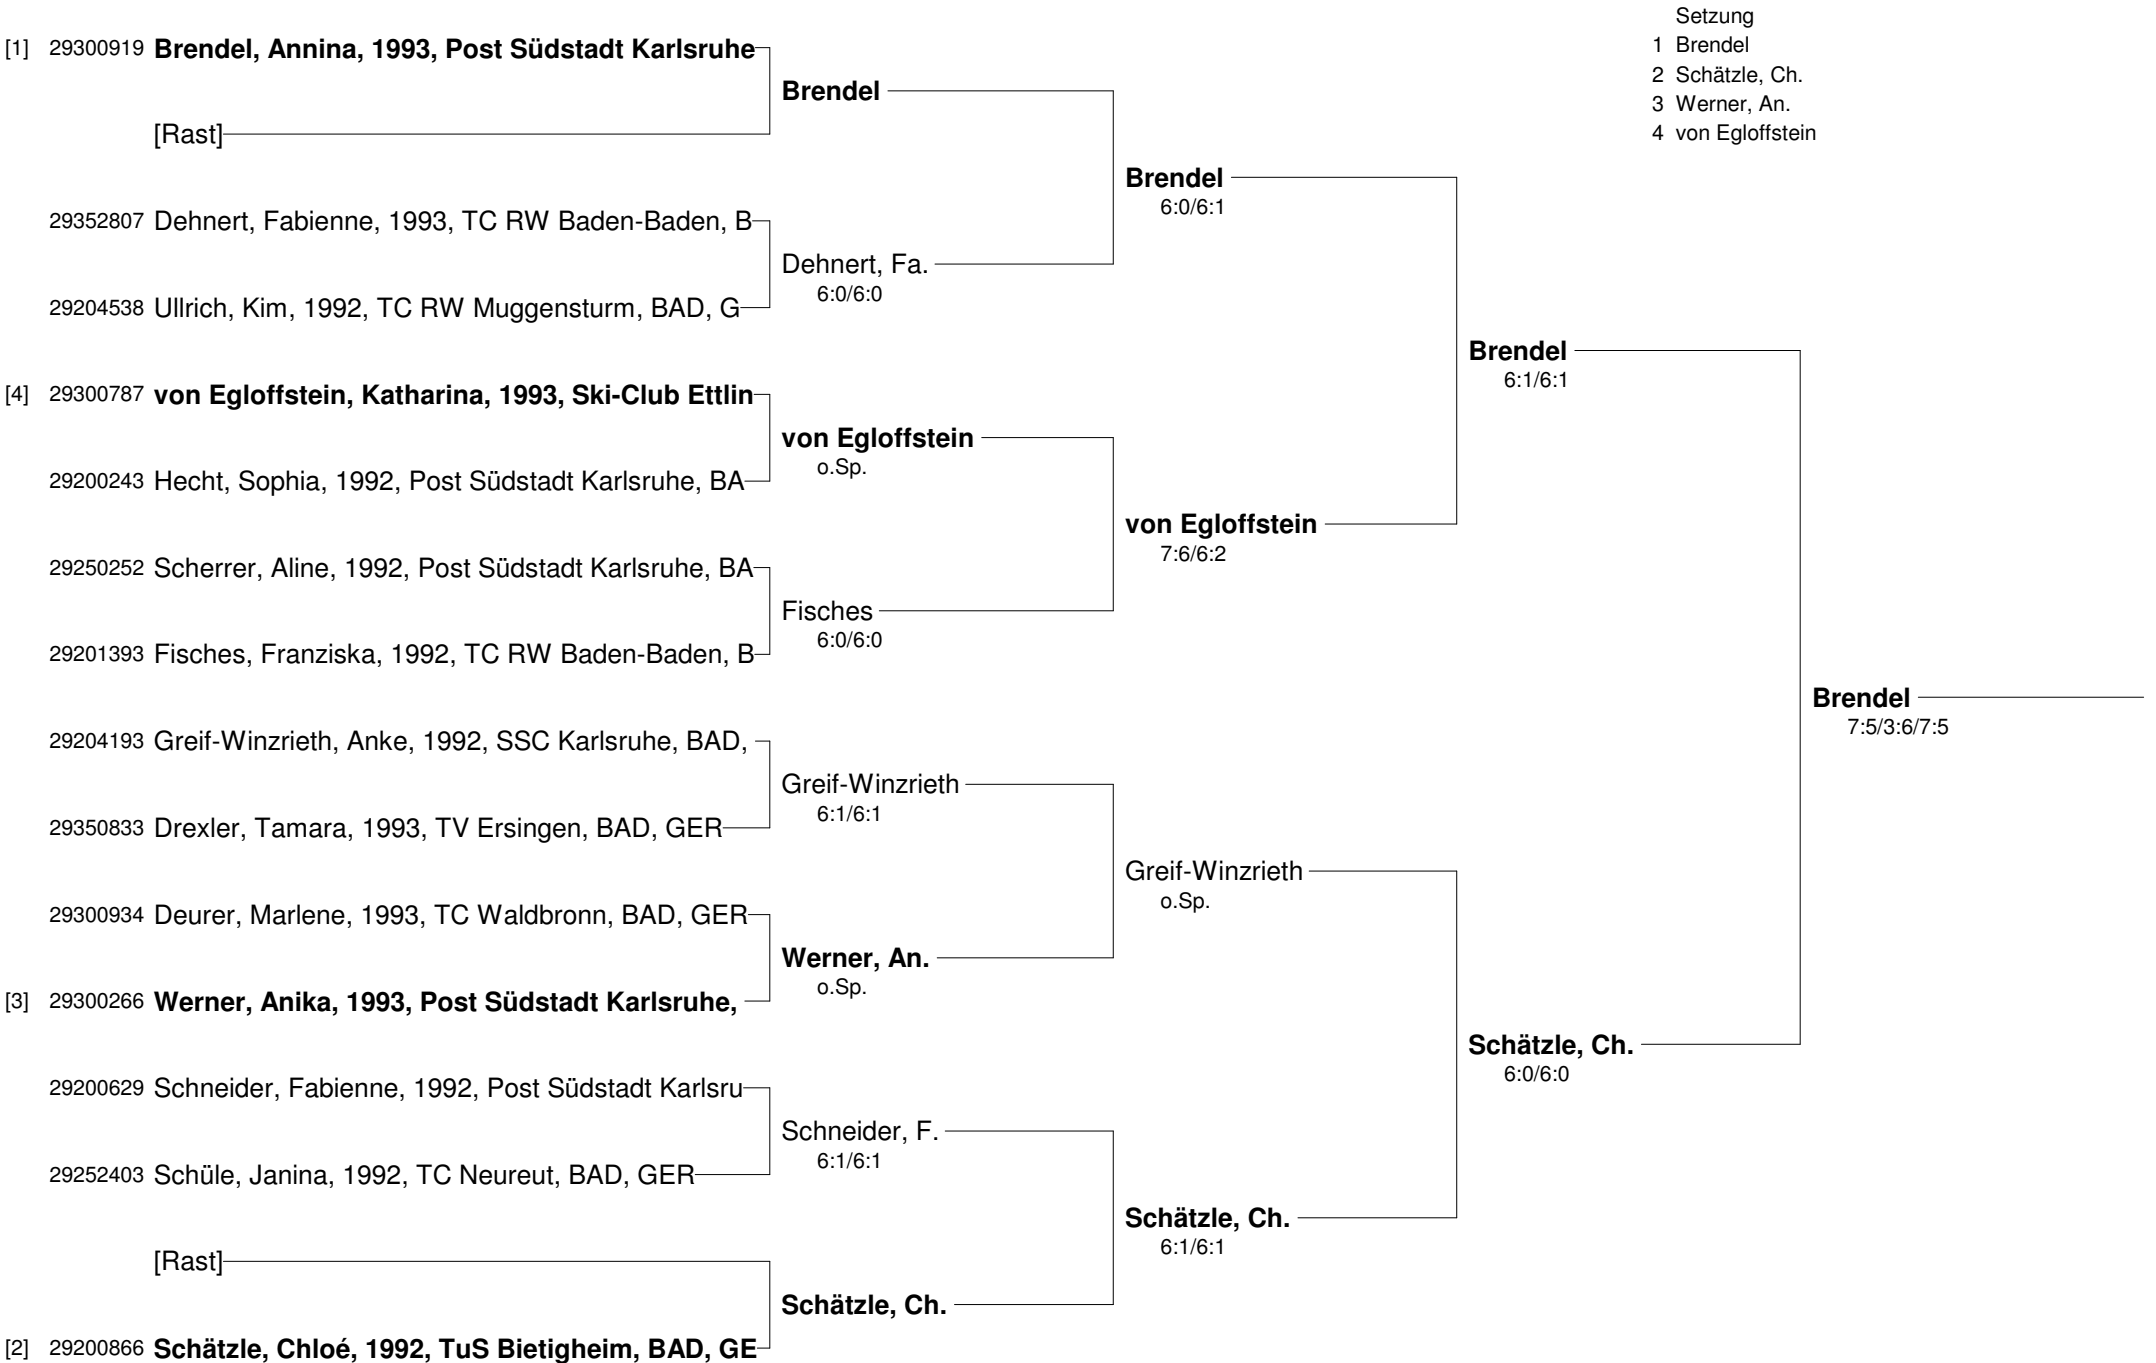 Setzung
1 Brendel
2 Schätzle, Ch.
3 Werner, An.
4 von Egloffstein
[1] 29300919 Brendel, Annina, 1993, Post Südstadt Karlsruhe
Brendel
[Rast]
Brendel
6:0/6:1
29352807 Dehnert, Fabienne, 1993, TC RW Baden-Baden, B
Dehnert, Fa.
6:0/6:0
29204538 Ullrich, Kim, 1992, TC RW Muggensturm, BAD, G
Brendel
6:1/6:1
[4] 29300787 von Egloffstein, Katharina, 1993, Ski-Club Ettlin
von Egloffstein
o.Sp.
29200243 Hecht, Sophia, 1992, Post Südstadt Karlsruhe, BA
von Egloffstein
7:6/6:2
29250252 Scherrer, Aline, 1992, Post Südstadt Karlsruhe, BA
Fisches
6:0/6:0
29201393 Fisches, Franziska, 1992, TC RW Baden-Baden, B
Brendel
7:5/3:6/7:5
29204193 Greif-Winzrieth, Anke, 1992, SSC Karlsruhe, BAD,
Greif-Winzrieth
6:1/6:1
29350833 Drexler, Tamara, 1993, TV Ersingen, BAD, GER
Greif-Winzrieth
o.Sp.
29300934 Deurer, Marlene, 1993, TC Waldbronn, BAD, GER
Werner, An.
o.Sp.
[3] 29300266 Werner, Anika, 1993, Post Südstadt Karlsruhe,
Schätzle, Ch.
6:0/6:0
29200629 Schneider, Fabienne, 1992, Post Südstadt Karlsru
Schneider, F.
6:1/6:1
29252403 Schüle, Janina, 1992, TC Neureut, BAD, GER
Schätzle, Ch.
6:1/6:1
[Rast]
Schätzle, Ch.
[2] 29200866 Schätzle, Chloé, 1992, TuS Bietigheim, BAD, GE